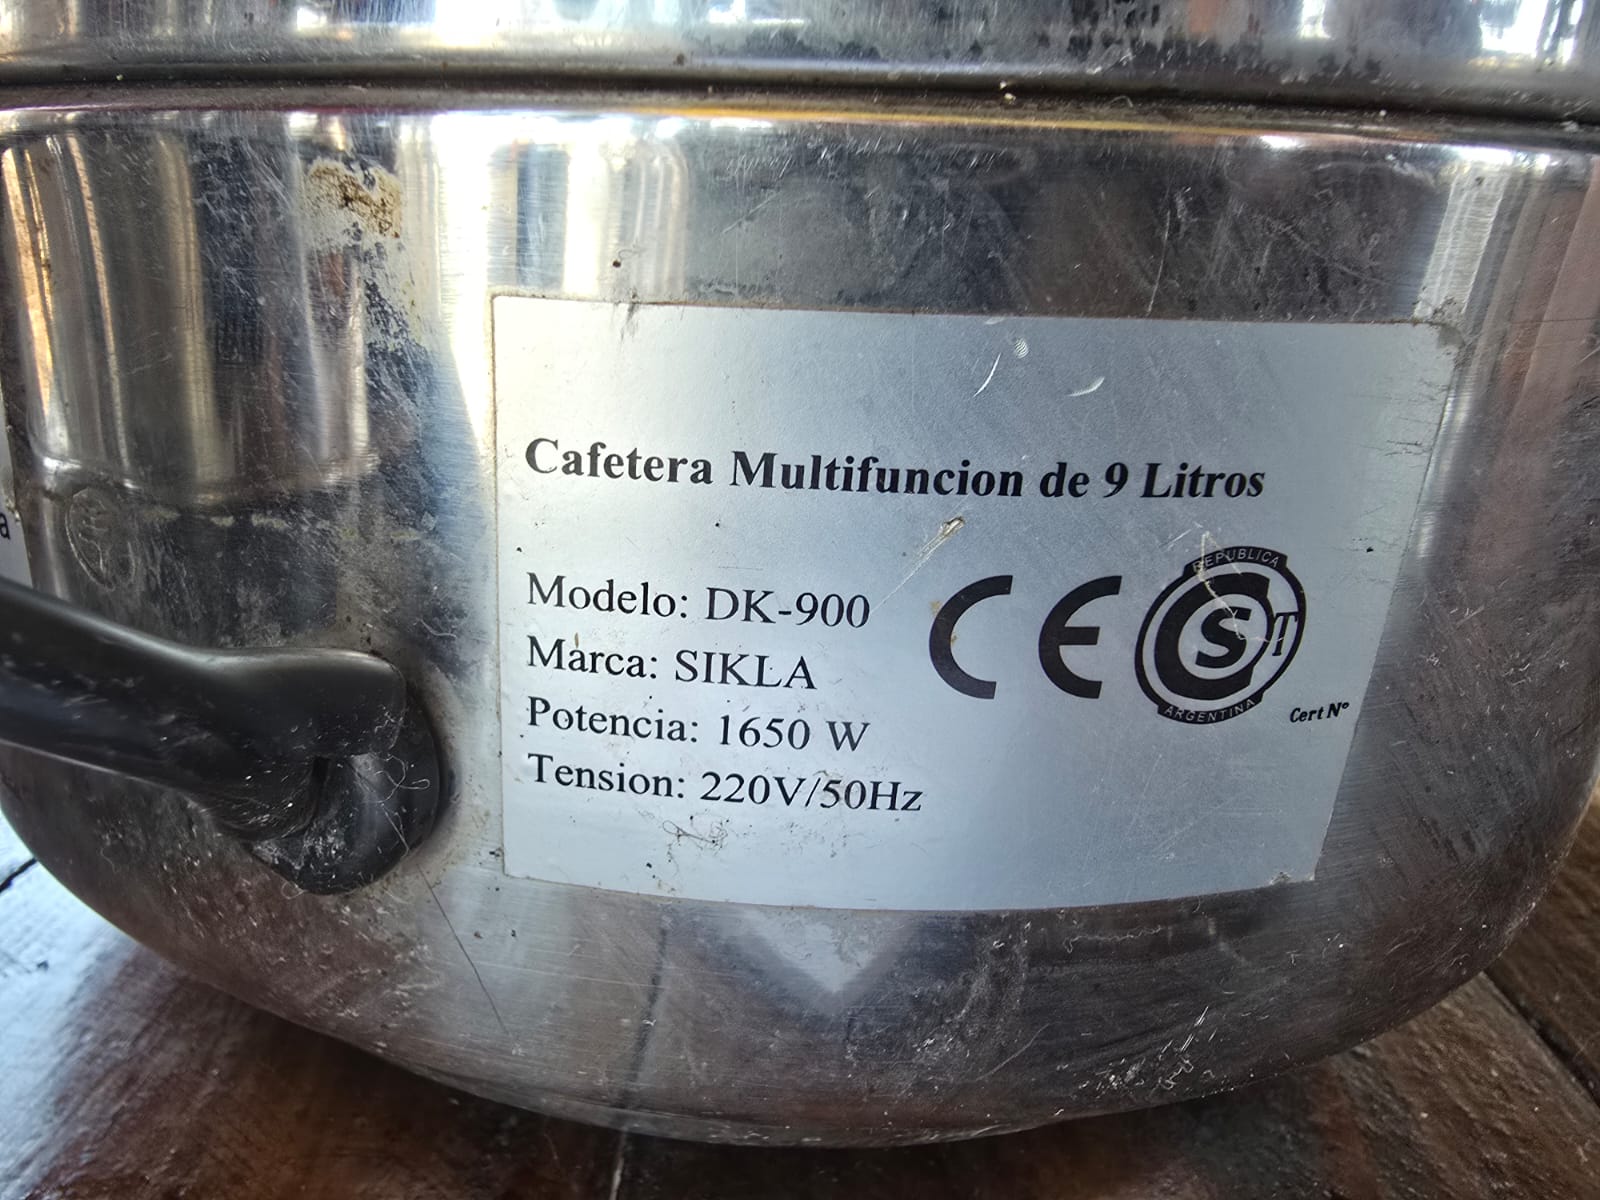 Cafetera Multifuncion de 9 Litros
Modelo: DK-900
Marca: SIKLA
Potencia: 1650 W
Tension: 220V/50Hz
CE
REPUBLICA
S
T
ARGENTINA
Cert Nº
a